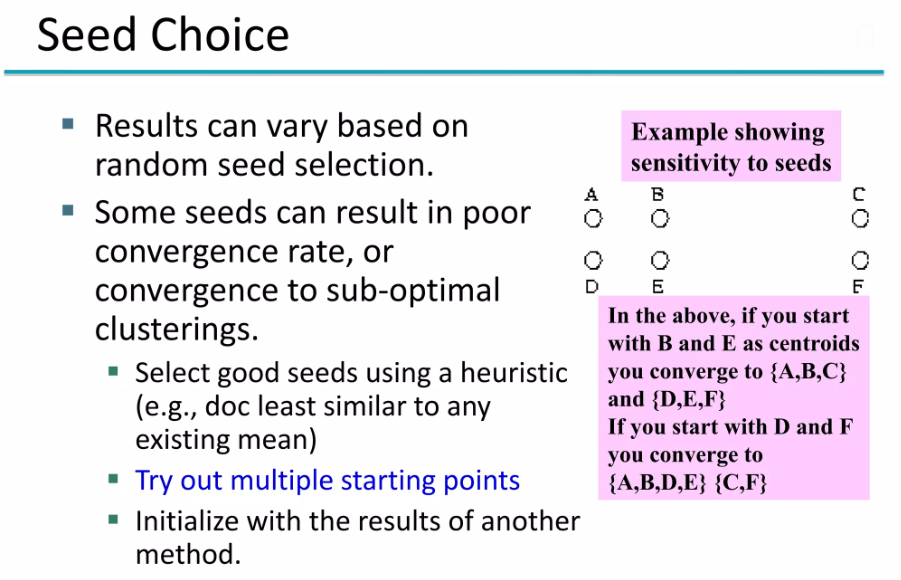 Seed Choice
▪ Results can vary based on
random seed selection.
▪ Some seeds can result in poor
convergence rate, or
convergence to sub-optimal
clusterings.
▪ Select good seeds using a heuristic
(e.g., doc least similar to any
existing mean)
▪ Try out multiple starting points
▪ Initialize with the results of another
method.
Example showing
sensitivity to seeds
A B C
D E F
In the above, if you start
with B and E as centroids
you converge to {A,B,C}
and {D,E,F}
If you start with D and F
you converge to
{A,B,D,E} {C,F}